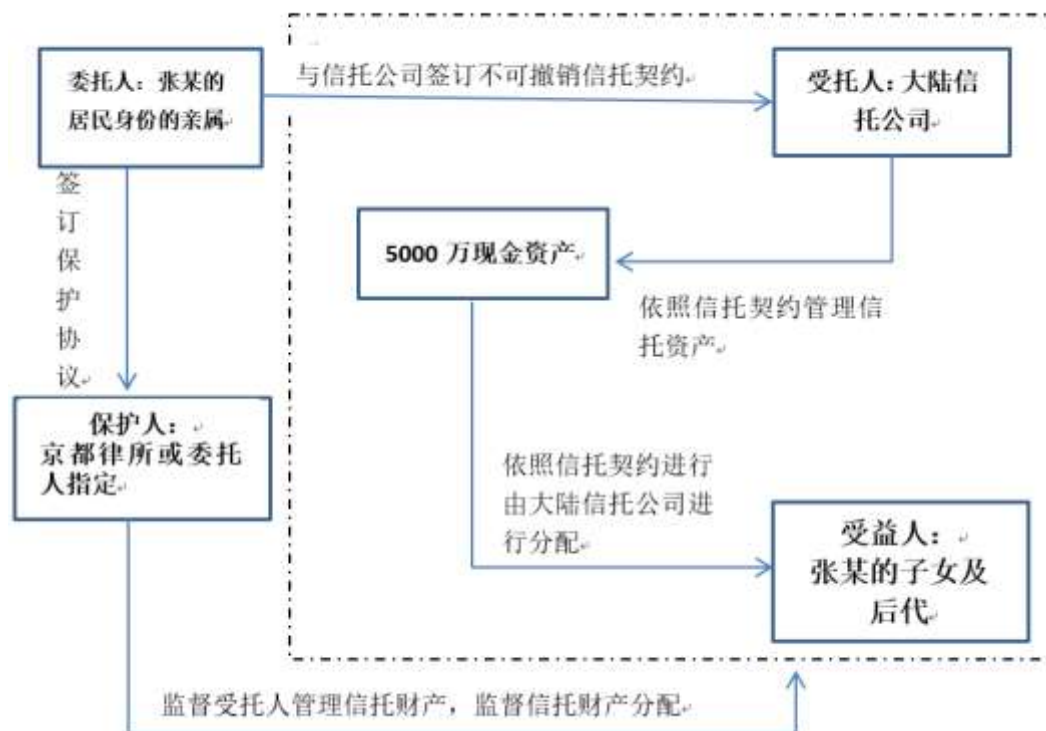 委托人：张某的
居民身份的亲属
与信托公司签订不可撤销信托契约
受托人：大陆信
托公司
签
订
保
护
协
议
5000 万现金资产
依照信托契约管理信
托资产
保护人：
京都律所或委托
人指定
依照信托契约进行
由大陆信托公司进
行分配
受益人：
张某的子女及
后代
监督受托人管理信托财产，监督信托财产分配